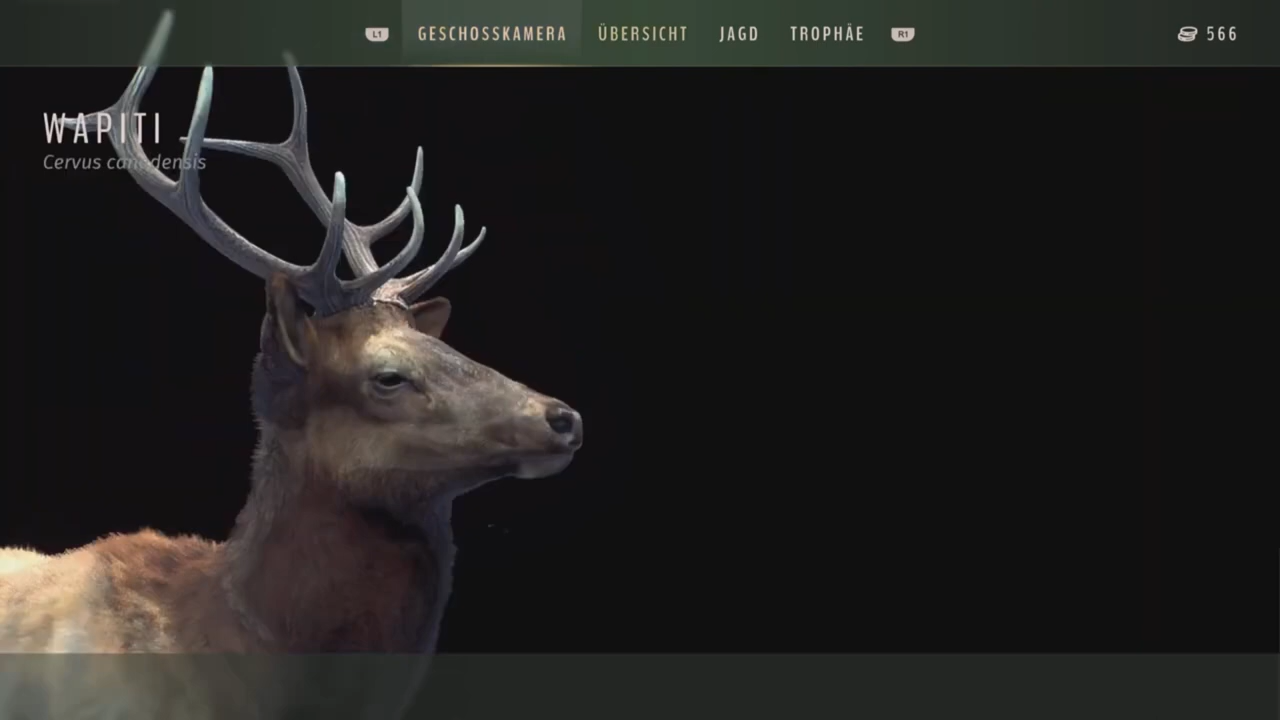 L1 GESCHOSSKAMERA ÜBERSICHT JAGD TROPHÄE R1 566
WAPITI
Cervus canadensis